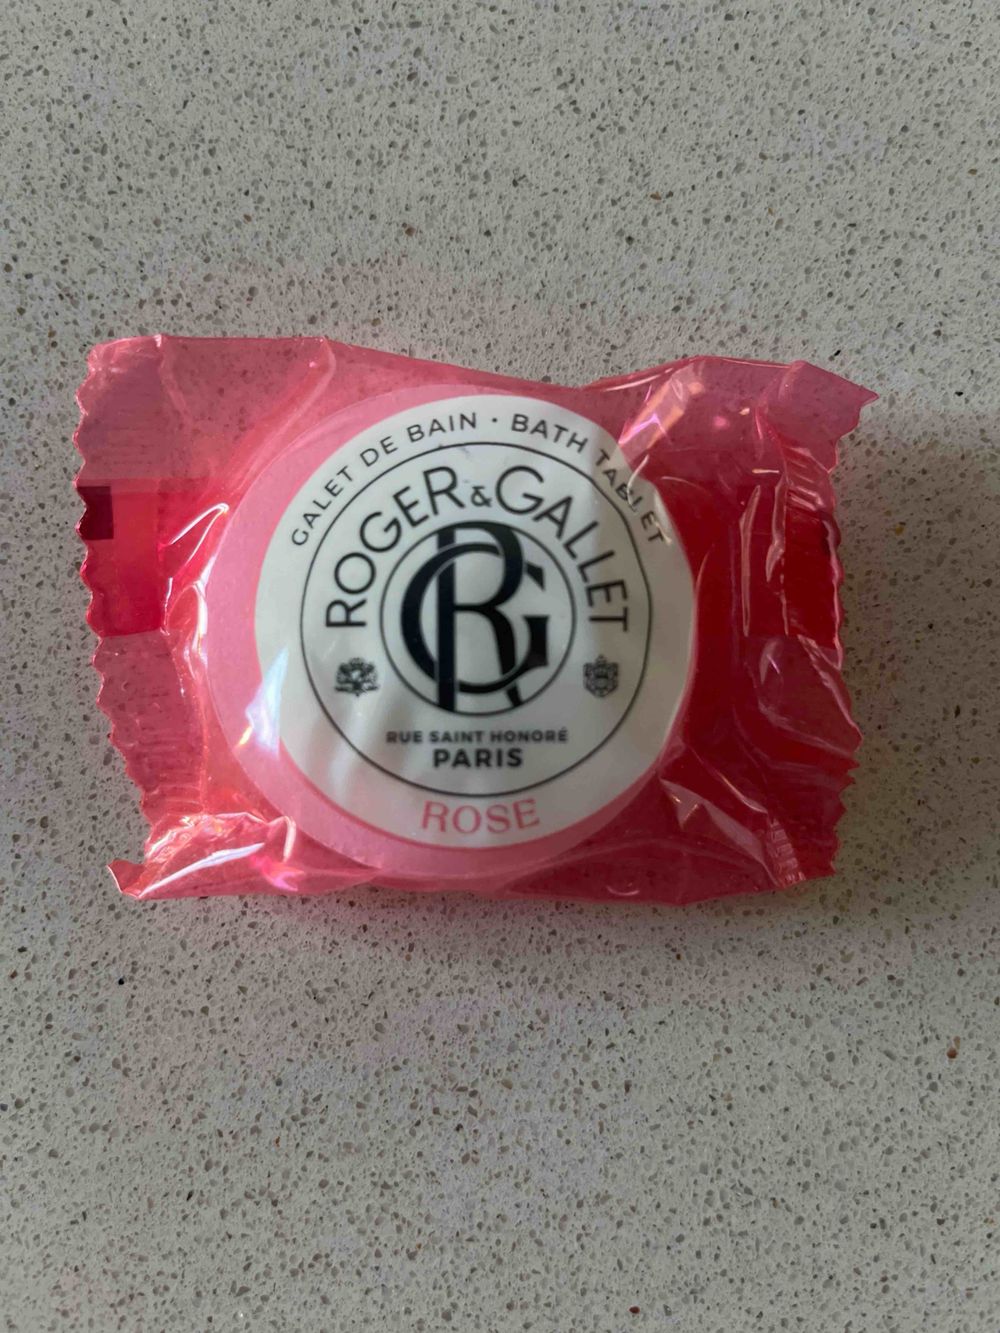 GALET DE BAIN · BATH TABLET
ROGER & GALLET
RG
RUE SAINT HONORÉ
PARIS
ROSE